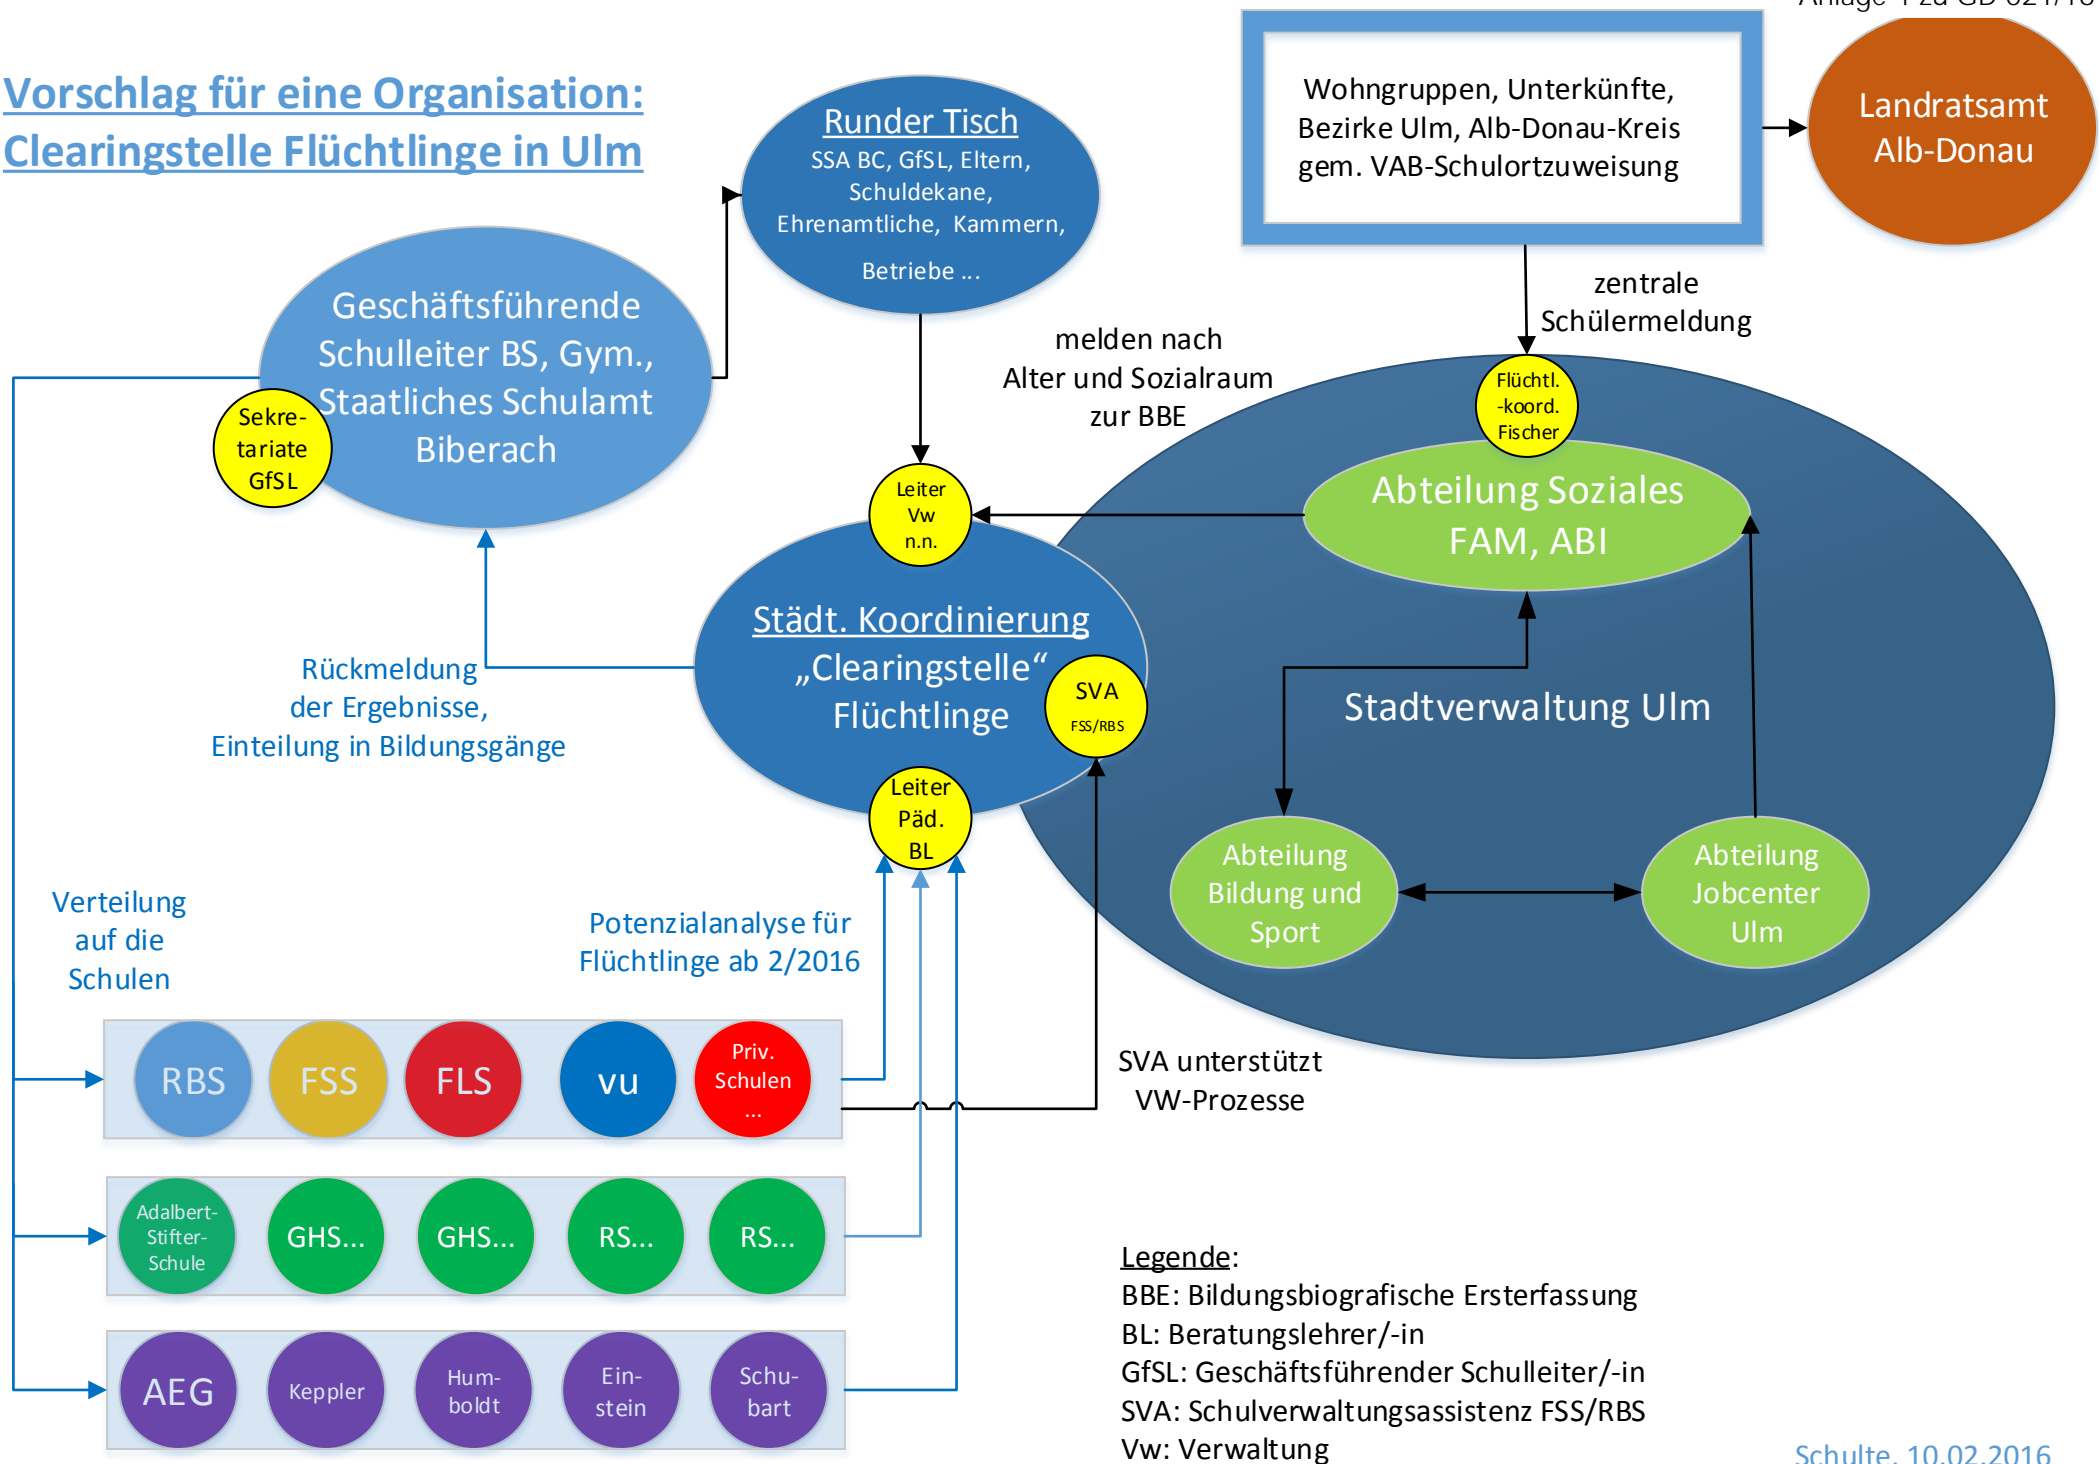 Vorschlag für eine Organisation:
Clearingstelle Flüchtlinge in Ulm
Runder Tisch
SSA BC, GfSL, Eltern,
Schuldekane,
Ehrenamtliche, Kammern,
Betriebe ...
Wohngruppen, Unterkünfte,
Bezirke Ulm, Alb-Donau-Kreis
gem. VAB-Schulortzuweisung
Landratsamt
Alb-Donau
Geschäftsführende
Schulleiter BS, Gym.,
Staatliches Schulamt
Biberach
Sekre-
tariate
GfSL
zentrale
Schülermeldung
melden nach
Alter und Sozialraum
zur BBE
Flüchtl.
-koord.
Fischer
Leiter
Vw
n.n.
Abteilung Soziales
FAM, ABI
Städt. Koordinierung
„Clearingstelle“
Flüchtlinge
SVA
FSS/RBS
Stadtverwaltung Ulm
Rückmeldung
der Ergebnisse,
Einteilung in Bildungsgänge
Leiter
Päd.
BL
Abteilung
Bildung und
Sport
Abteilung
Jobcenter
Ulm
Verteilung
auf die
Schulen
Potenzialanalyse für
Flüchtlinge ab 2/2016
RBS
FSS
FLS
vu
Priv.
Schulen
...
SVA unterstützt
VW-Prozesse
Adalbert-
Stifter-
Schule
GHS...
GHS...
RS...
RS...
AEG
Keppler
Hum-
boldt
Ein-
stein
Schu-
bart
Legende:
BBE: Bildungsbiografische Ersterfassung
BL: Beratungslehrer/-in
GfSL: Geschäftsführender Schulleiter/-in
SVA: Schulverwaltungsassistenz FSS/RBS
Vw: Verwaltung
Schulte, 10.02.2016